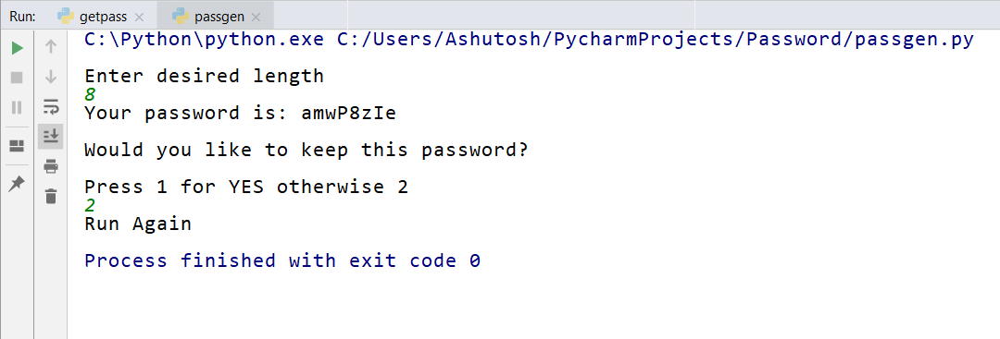 Run: getpass × passgen ×
C:\Python\python.exe C:/Users/Ashutosh/PycharmProjects/Password/passgen.py
Enter desired length
8
Your password is: amwP8zIe
Would you like to keep this password?
Press 1 for YES otherwise 2
2
Run Again
Process finished with exit code 0